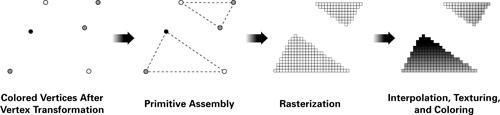 Colored Vertices After
Vertex Transformation
Primitive Assembly
Rasterization
Interpolation, Texturing,
and Coloring